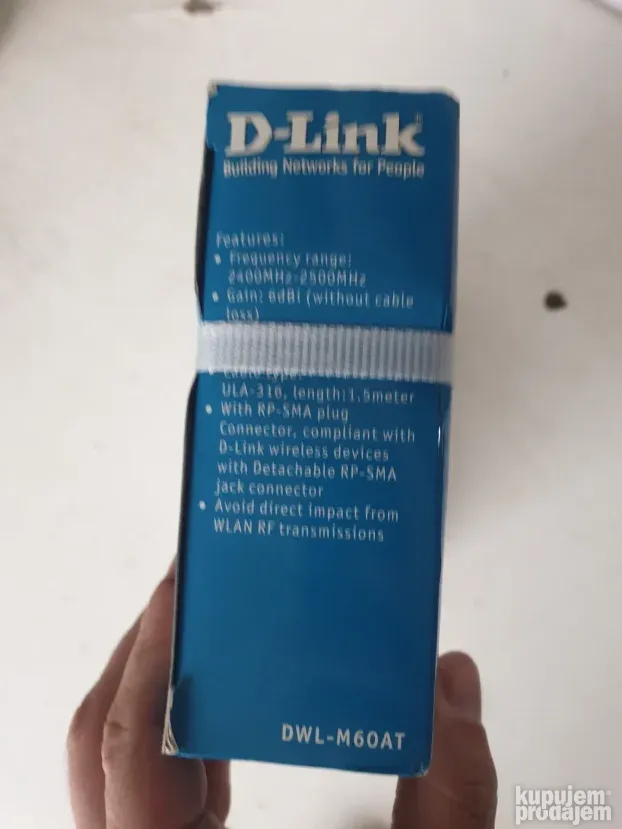 D-Link
Building Networks for People
Features:
• Frequency range:
2400MHz-2500MHz
• Gain: 6dBi (without cable
loss)
type:
ULA-316, length:1.5meter
• With RP-SMA plug
Connector, compliant with
D-Link wireless devices
with Detachable RP-SMA
jack connector
• Avoid direct impact from
WLAN RF transmissions
DWL-M60AT
kupujem
prodajem